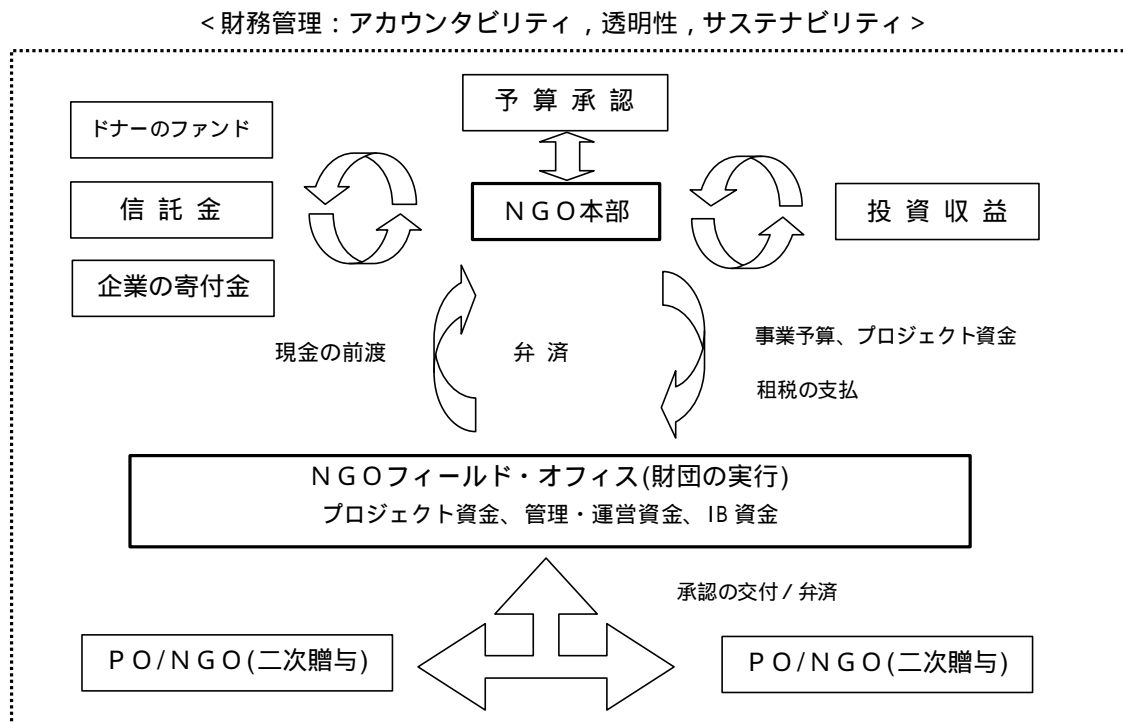 <財務管理：アカウンタビリティ，透明性，サステナビリティ>
予 算 承 認
ドナーのファンド
信 託 金
企業の寄付金
ＮＧＯ本部
投 資 収 益
現金の前渡
弁 済
事業予算、プロジェクト資金
租税の支払
ＮＧＯフィールド・オフィス(財団の実行)
プロジェクト資金、管理・運営資金、IB 資金
承認の交付 / 弁済
ＰＯ/ＮＧＯ(二次贈与)
ＰＯ/ＮＧＯ(二次贈与)